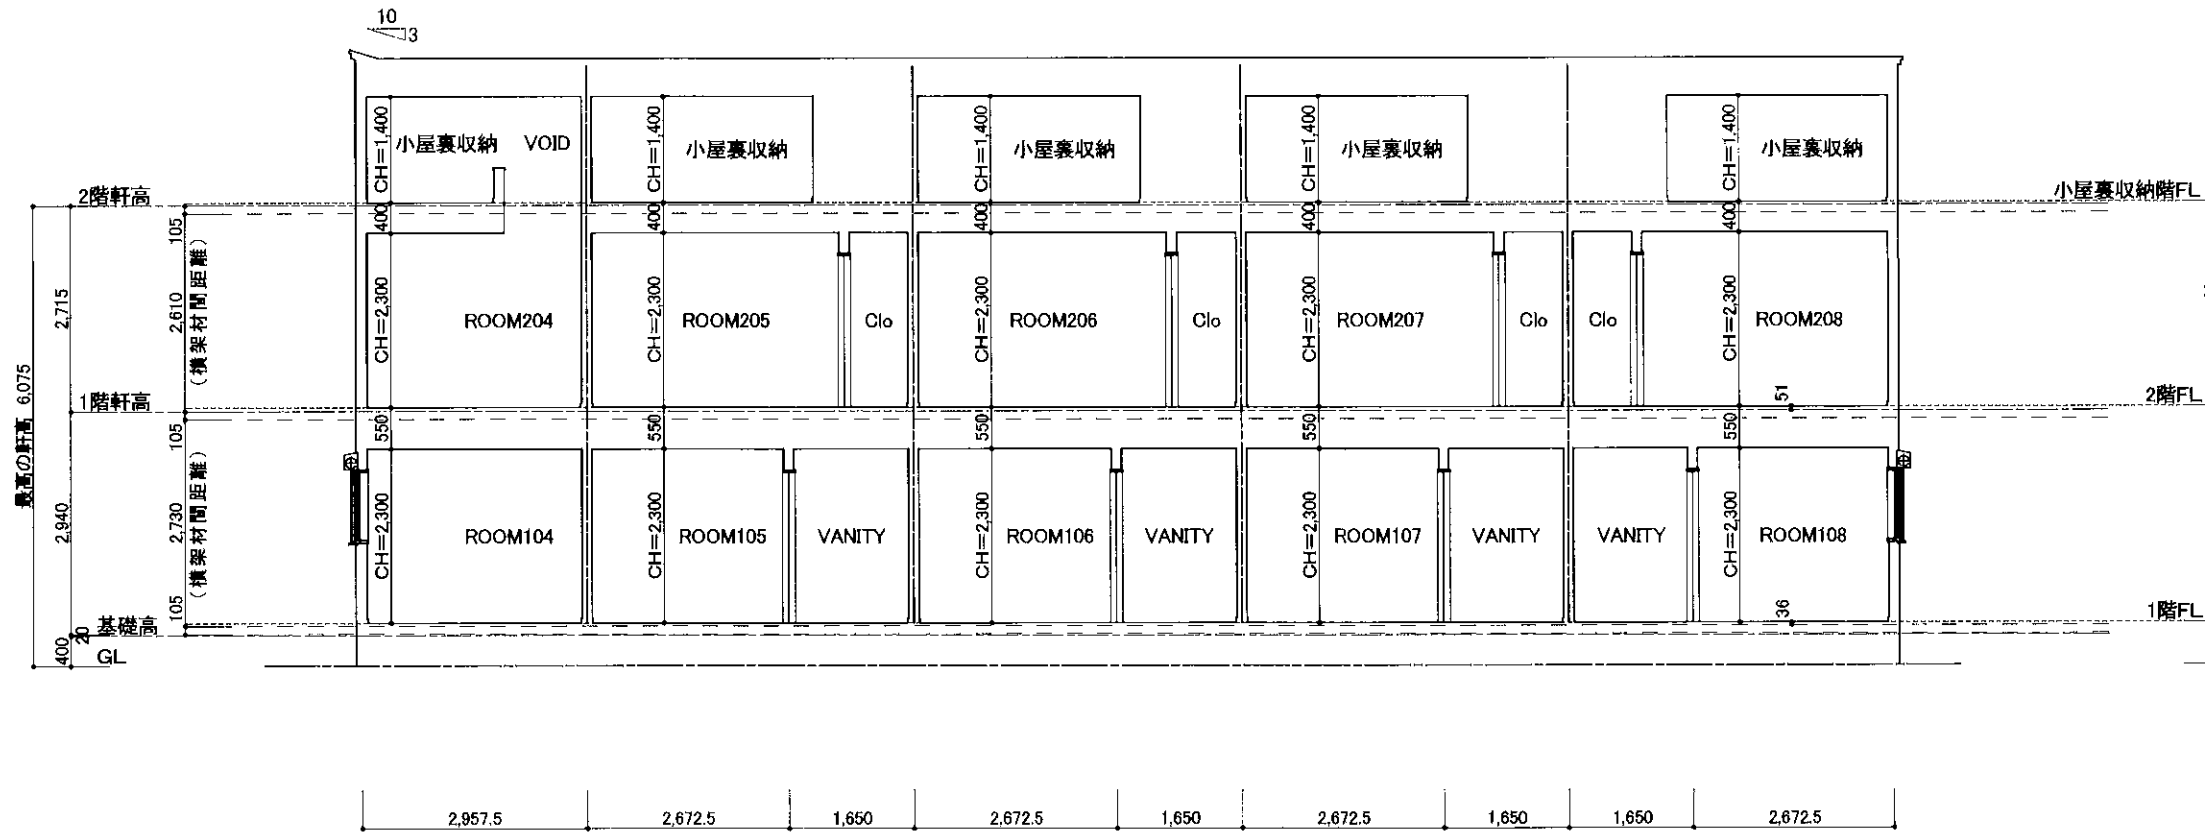 10
3
小屋裏収納 VOID 小屋裏収納 小屋裏収納 小屋裏収納 小屋裏収納
CH=1,400 CH=1,400 CH=1,400 CH=1,400 CH=1,400
2階軒高 小屋裏収納階FL
105 400 400 400 400 400
最高の軒高 6,075
2,715
2,610
(横架材間距離)
CH=2,300 CH=2,300 CH=2,300 CH=2,300 CH=2,300
ROOM204 ROOM205 Clo ROOM206 Clo ROOM207 Clo Clo ROOM208
51
1階軒高 2階FL
105 550 550 550 550 550
2,940
2,730
(横架材間距離)
CH=2,300 CH=2,300 CH=2,300 CH=2,300 CH=2,300
ROOM104 ROOM105 VANITY ROOM106 VANITY ROOM107 VANITY VANITY ROOM108
105 36
基礎高 1階FL
400 20
GL
2,957.5 2,672.5 1,650 2,672.5 1,650 2,672.5 1,650 1,650 2,672.5